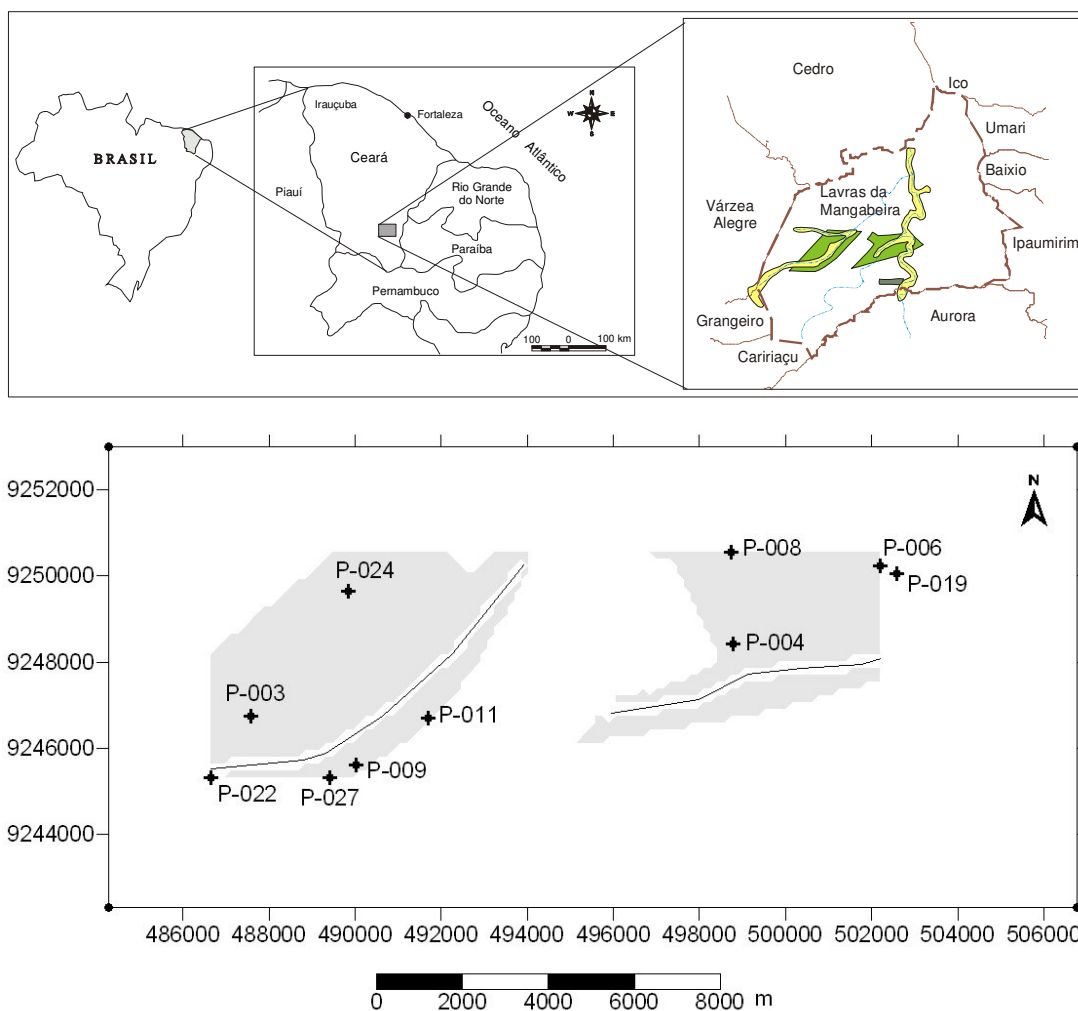 BRASIL
Irauçuba
Fortaleza
Ceará
Piauí
Oceano
Atlântico
Rio Grande
do Norte
Paraíba
Pernambuco
N
W
E
S
100 0 100 km
Cedro
Ico
Umari
Baixio
Lavras da
Mangabeira
Várzea
Alegre
Ipaumirim
Grangeiro
Aurora
Caririaçu
9252000
9250000
9248000
9246000
9244000
N
P-024
P-008
P-006
P-019
P-004
P-003
P-011
P-009
P-022
P-027
486000 488000 490000 492000 494000 496000 498000 500000 502000 504000 506000
0 2000 4000 6000 8000 m